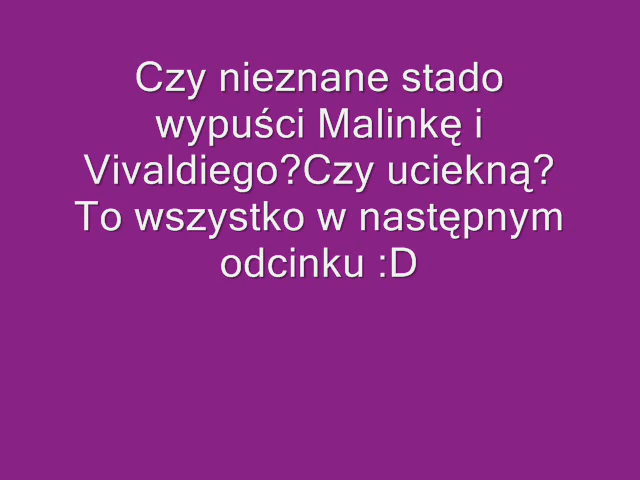 Czy nieznane stado
wypuści Malinkę i
Vivaldiego?Czy uciekną?
To wszystko w następnym
odcinku :D